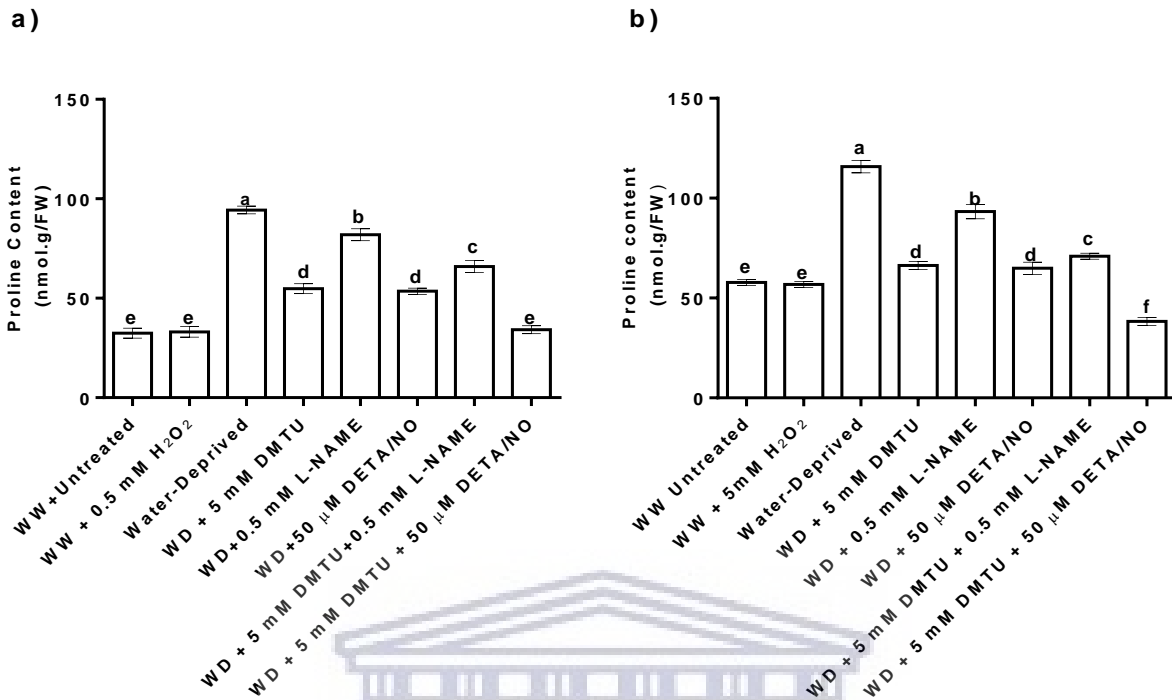 a)
Proline Content
(nmol.g/FW)
150
100
50
0
e
e
a
d
b
d
c
e
WW+Untreated
WW + 0.5 mM H₂O₂
Water-Deprived
WD + 5 mM DMTU
WD+0.5 mM L-NAME
WD+50 μM DETA/NO
WD + 5 mM DMTU+0.5 mM L-NAME
WD + 5 mM DMTU + 50 μM DETA/NO
b)
Proline content
(nmol.g/FW)
150
100
50
0
e
e
a
d
b
d
c
f
WW Untreated
WW + 5mM H₂O₂
Water-Deprived
WD + 5 mM DMTU
WD + 0.5 mM L-NAME
WD + 50 μM DETA/NO
WD + 5 mM DMTU + 0.5 mM L-NAME
WD + 5 mM DMTU + 50 μM DETA/NO